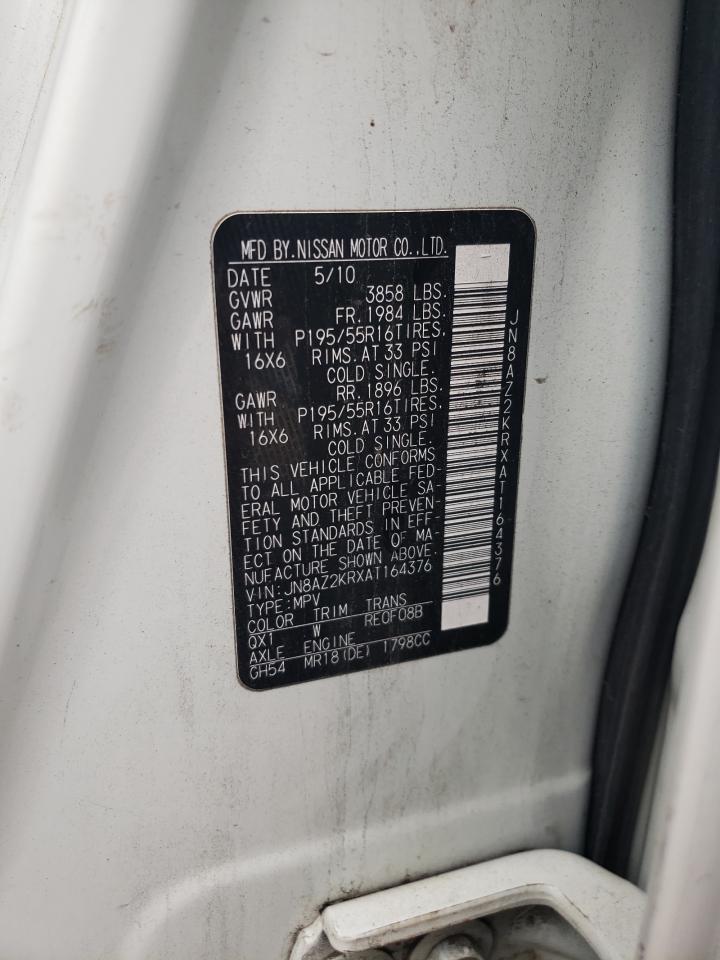 MFD BY.NISSAN MOTOR CO.,LTD.
DATE 5/10
GVWR 3858 LBS.
GAWR FR. 1984 LBS.
WITH P195/55R16TIRES,
16X6 RIMS.AT 33 PSI
COLD SINGLE.
GAWR RR. 1896 LBS.
WITH P195/55R16TIRES,
16X6 RIMS.AT 33 PSI
COLD SINGLE.
THIS VEHICLE CONFORMS
TO ALL APPLICABLE FED-
ERAL MOTOR VEHICLE SA-
FETY AND THEFT PREVEN-
TION STANDARDS IN EFF-
ECT ON THE DATE OF MA-
NUFACTURE SHOWN ABOVE.
VIN:JN8AZ2KRXAT164376
TYPE:MPV
COLOR TRIM TRANS
QX1 W RE0F08B
AXLE ENGINE
GH54 MR18(DE) 1798CC
JN8AZ2KRXAT164376